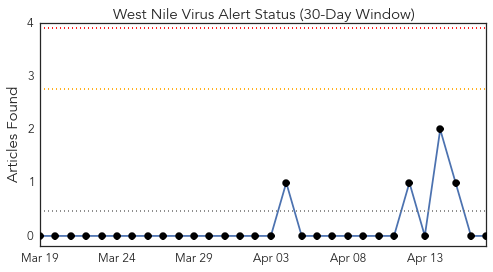 West Nile Virus Alert Status (30-Day Window)
Articles Found
4
3
2
1
0
Mar 19 Mar 24 Mar 29 Apr 03 Apr 08 Apr 13